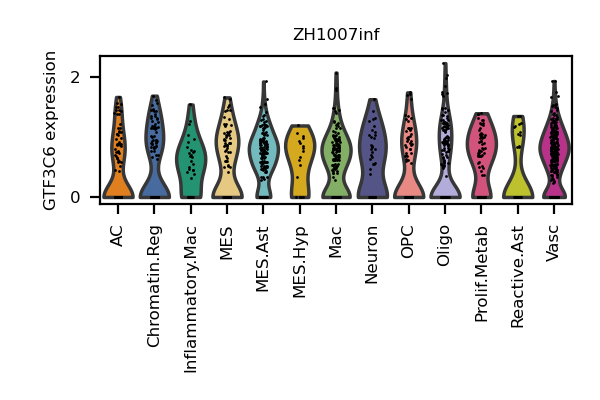 ZH1007inf
GTF3C6 expression
2
0
AC
Chromatin.Reg
Inflammatory.Mac
MES
MES.Ast
MES.Hyp
Mac
Neuron
OPC
Oligo
Prolif.Metab
Reactive.Ast
Vasc